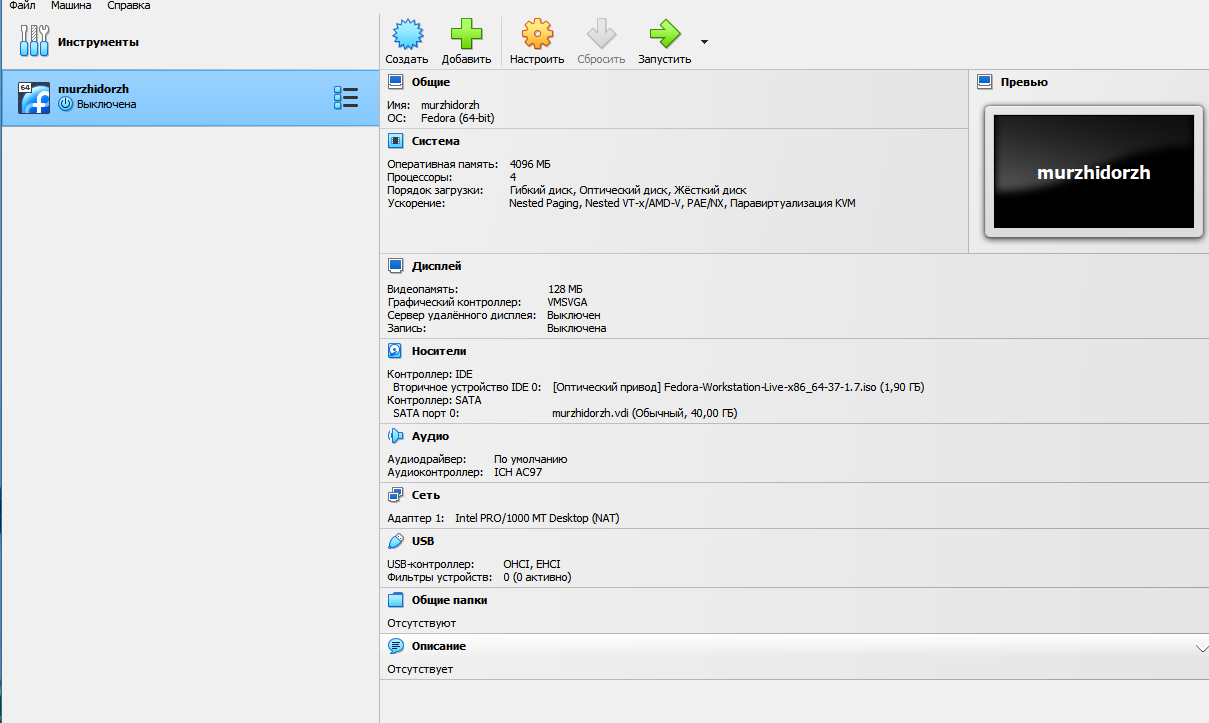 Файл Машина Справка
Инструменты
Создать Добавить Настроить Сбросить Запустить
64
murzhidorzh
Выключена
Общие
Имя: murzhidorzh
ОС: Fedora (64-bit)
Превью
murzhidorzh
Система
Оперативная память: 4096 МБ
Процессоры: 4
Порядок загрузки: Гибкий диск, Оптический диск, Жёсткий диск
Ускорение: Nested Paging, Nested VT-x/AMD-V, PAE/NX, Паравиртуализация KVM
Дисплей
Видеопамять: 128 МБ
Графический контроллер: VMSVGA
Сервер удалённого дисплея: Выключен
Запись: Выключена
Носители
Контроллер: IDE
Вторичное устройство IDE 0: [Оптический привод] Fedora-Workstation-Live-x86_64-37-1.7.iso (1,90 ГБ)
Контроллер: SATA
SATA порт 0: murzhidorzh.vdi (Обычный, 40,00 ГБ)
Аудио
Аудиодрайвер: По умолчанию
Аудиоконтроллер: ICH AC97
Сеть
Адаптер 1: Intel PRO/1000 MT Desktop (NAT)
USB
USB-контроллер: OHCI, EHCI
Фильтры устройств: 0 (0 активно)
Общие папки
Отсутствуют
Описание
Отсутствует